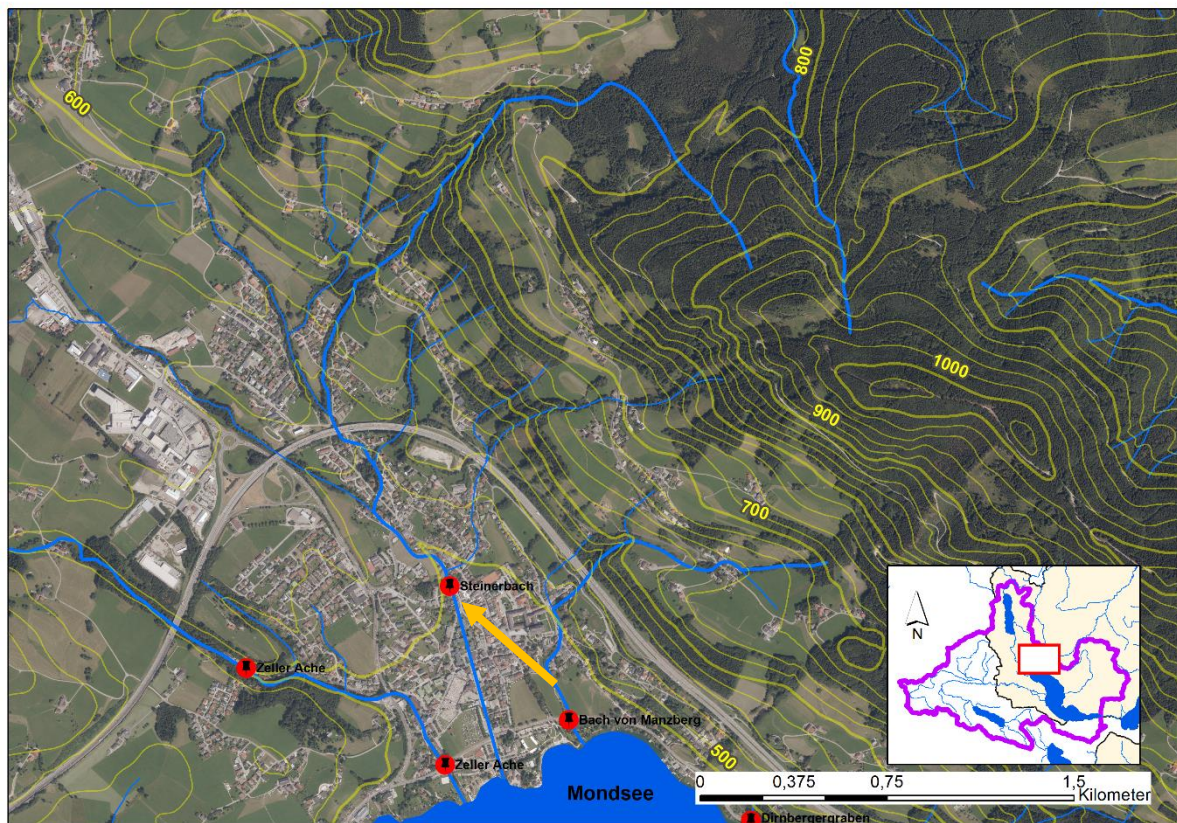 800
600
1000
900
700
Steinerbach
Zeller Ache
Bach von Manzberg
500
Zeller Ache
Mondsee
Dirnbergergraben
N
0 0,375 0,75 1,5
Kilometer